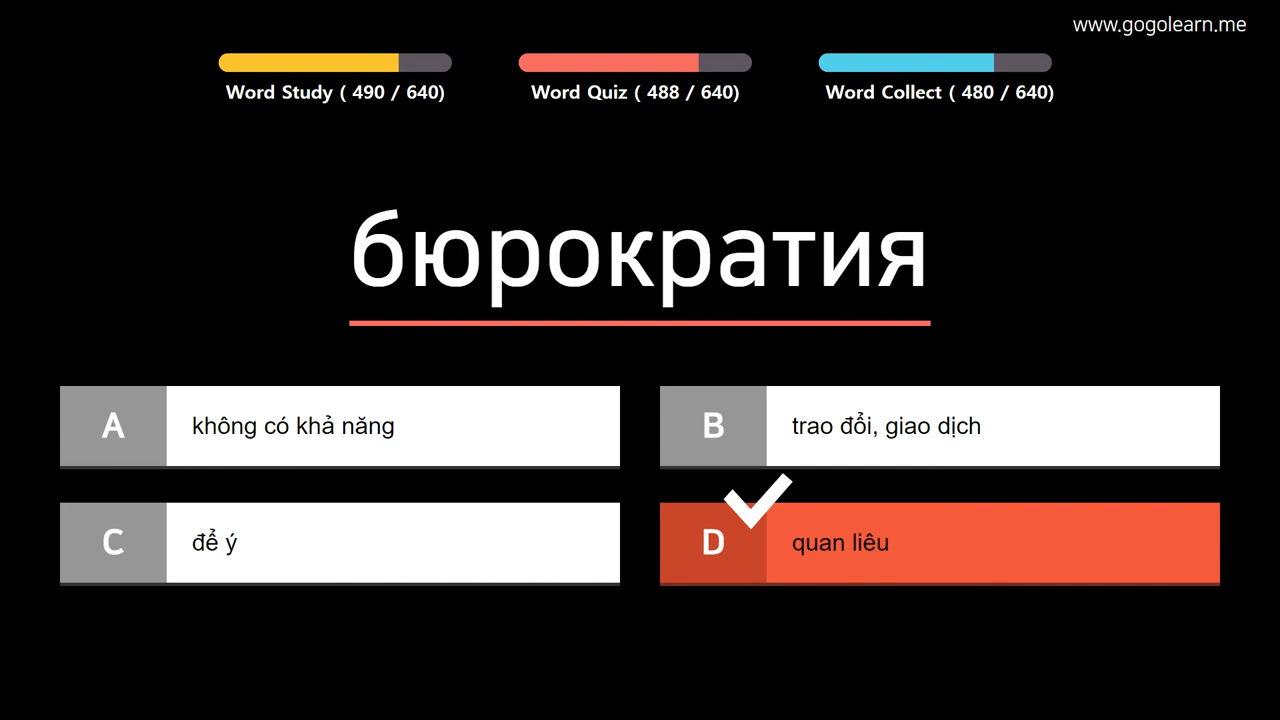 www.gogolearn.me
Word Study ( 490 / 640)
Word Quiz ( 488 / 640)
Word Collect ( 480 / 640)
бюрократия
A không có khả năng
B trao đổi, giao dịch
C để ý
D quan liêu